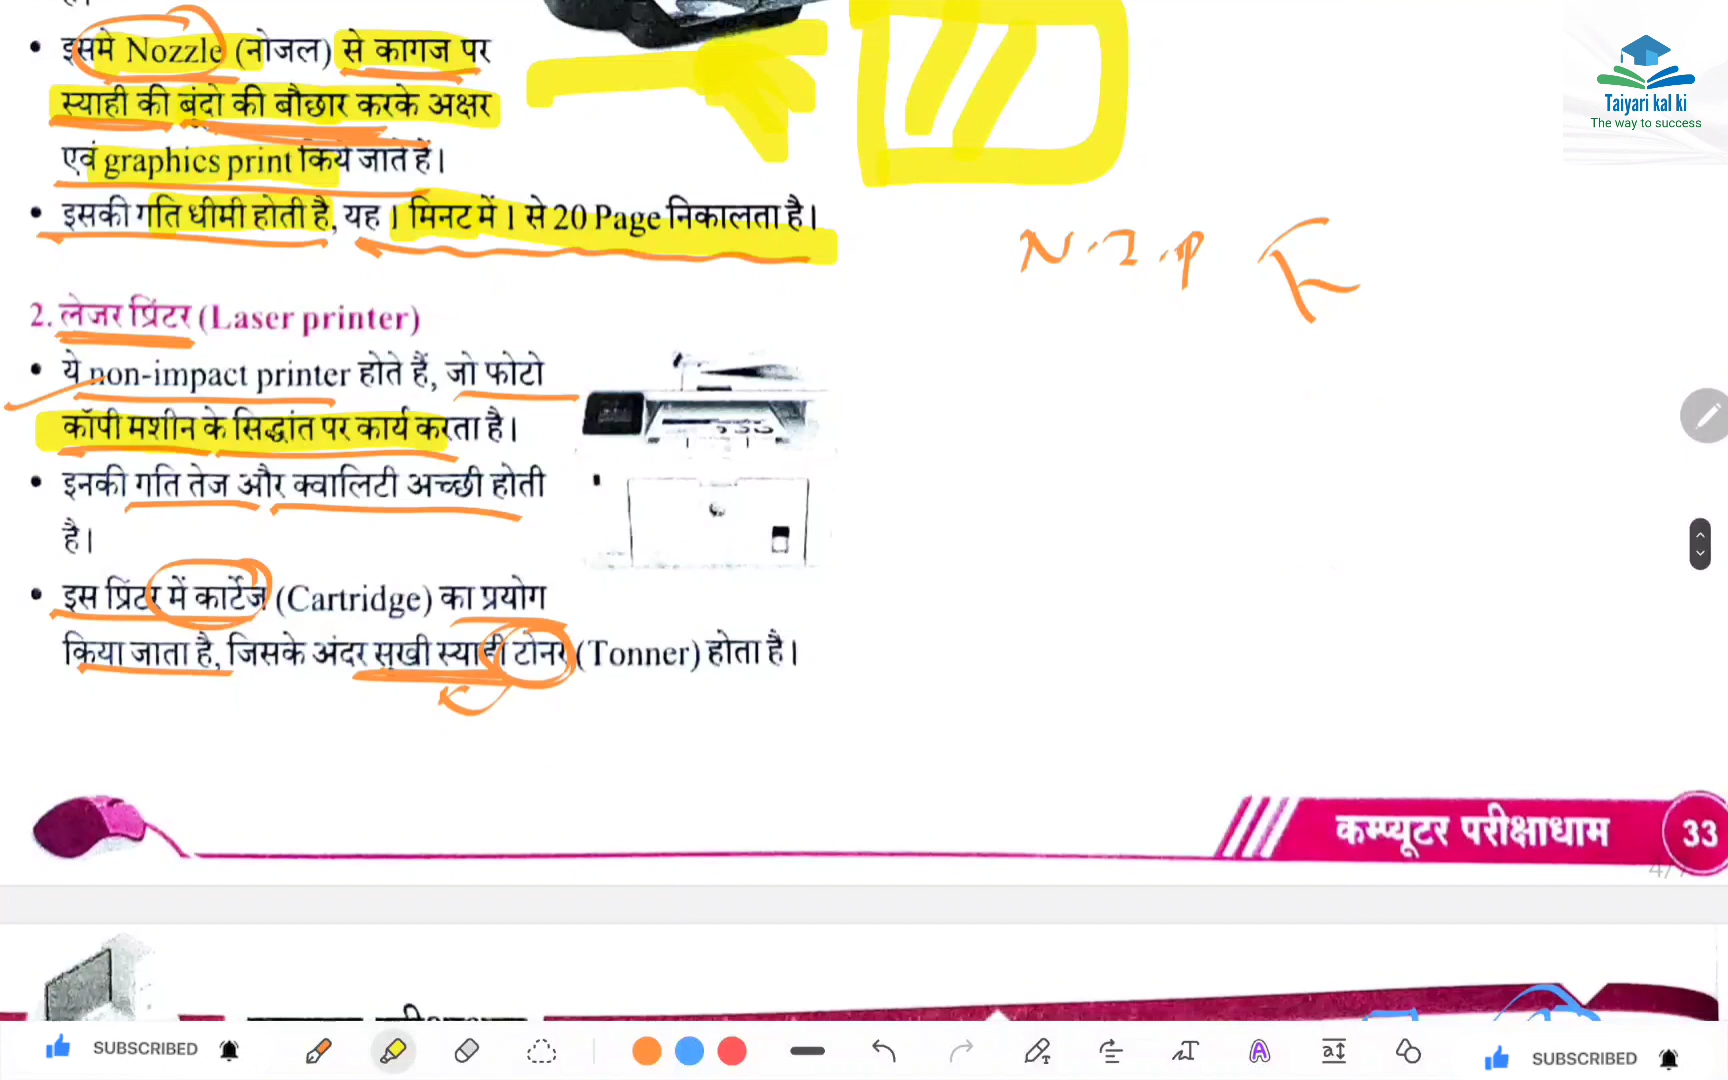 है।
• इसमें Nozzle (नोजल) से कागज पर
स्याही की बूंदो की बौछार करके अक्षर
एवं graphics print किये जाते हैं।
• इसकी गति धीमी होती है, यह 1 मिनट में 1 से 20 Page निकालता है।
N.I.P
2. लेजर प्रिंटर (Laser printer)
• ये non-impact printer होते हैं, जो फोटो
कॉपी मशीन के सिद्धांत पर कार्य करता है।
• इनकी गति तेज और क्वालिटी अच्छी होती
है।
• इस प्रिंटर में कार्टेज (Cartridge) का प्रयोग
किया जाता है, जिसके अंदर सूखी स्याही टोनर (Tonner) होता है।
Taiyari kal ki
The way to success
कम्प्यूटर परीक्षाधाम 33
SUBSCRIBED
SUBSCRIBED